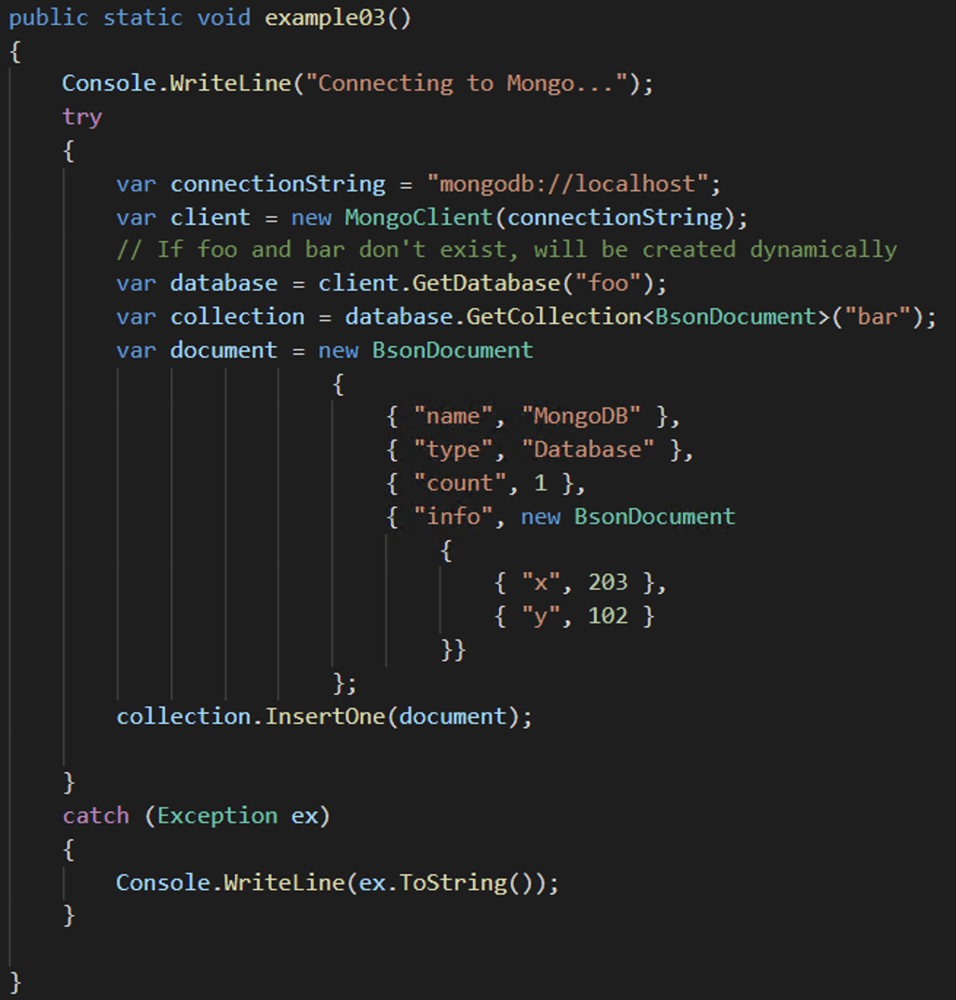 public static void example03()
{
    Console.WriteLine("Connecting to Mongo...");
    try
    {
        var connectionString = "mongodb://localhost";
        var client = new MongoClient(connectionString);
        // If foo and bar don't exist, will be created dynamically
        var database = client.GetDatabase("foo");
        var collection = database.GetCollection<BsonDocument>("bar");
        var document = new BsonDocument
                        {
                            { "name", "MongoDB" },
                            { "type", "Database" },
                            { "count", 1 },
                            { "info", new BsonDocument
                                {
                                    { "x", 203 },
                                    { "y", 102 }
                                }}
                        };
        collection.InsertOne(document);

    }
    catch (Exception ex)
    {
        Console.WriteLine(ex.ToString());
    }

}